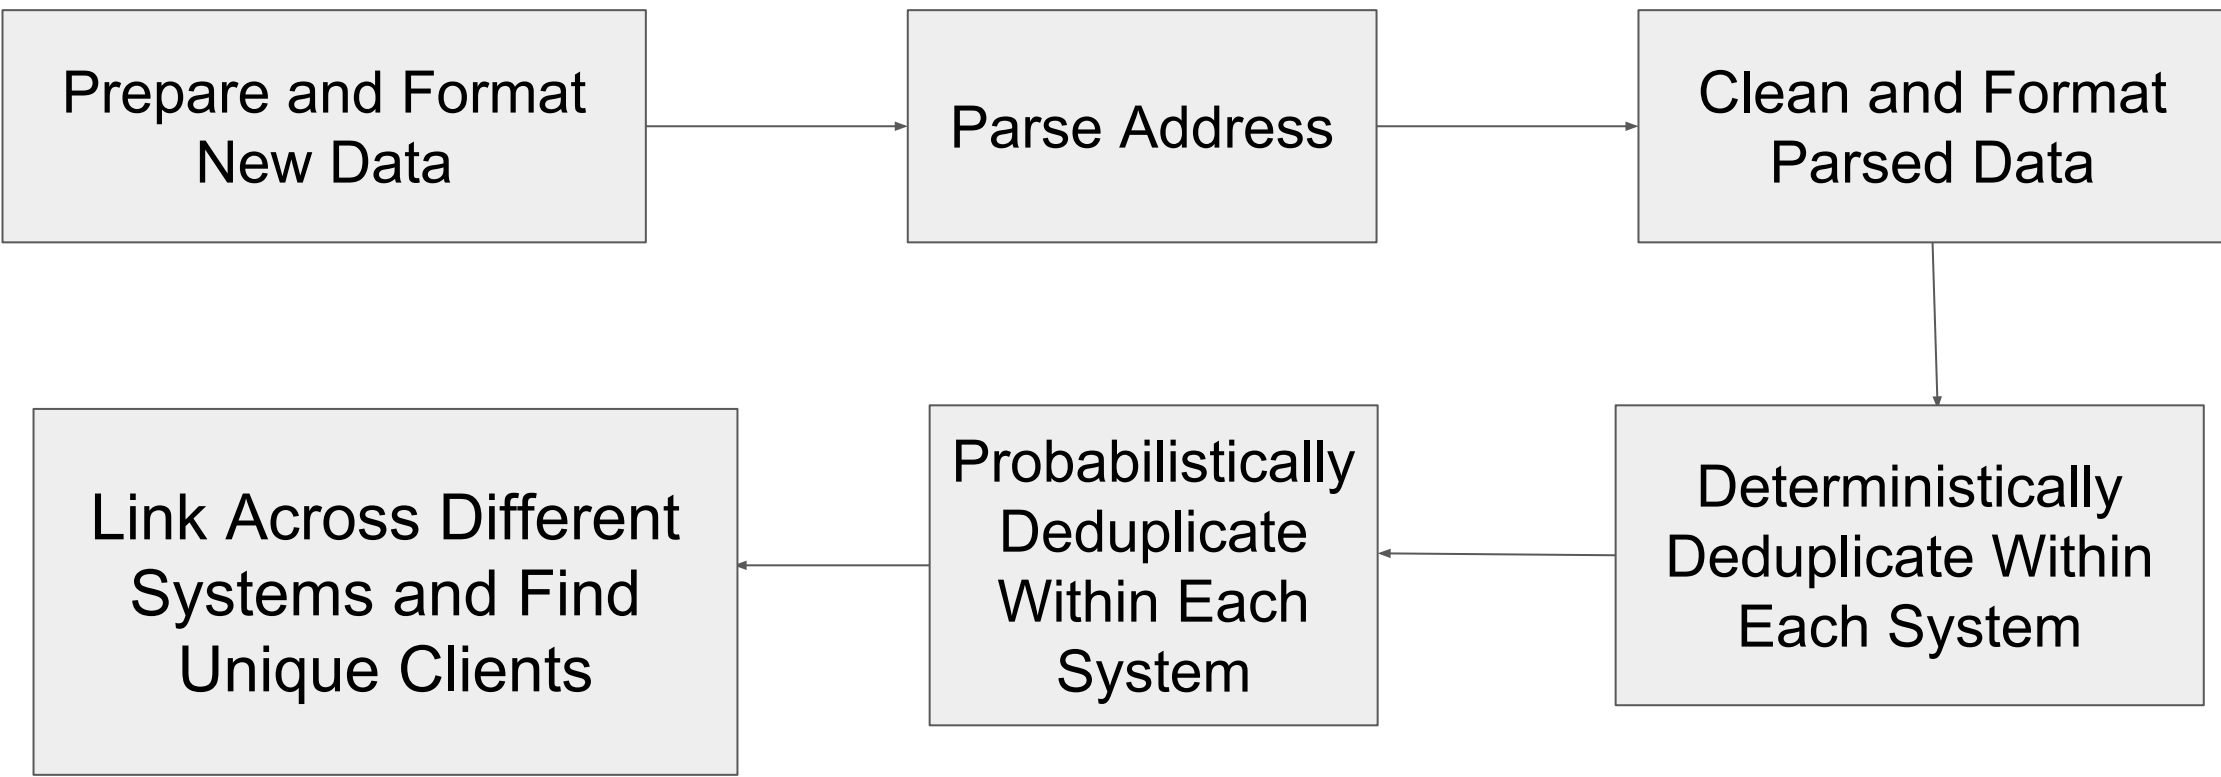 Prepare and Format
New Data
Parse Address
Clean and Format
Parsed Data
Deterministically
Deduplicate Within
Each System
Probabilistically
Deduplicate
Within Each
System
Link Across Different
Systems and Find
Unique Clients